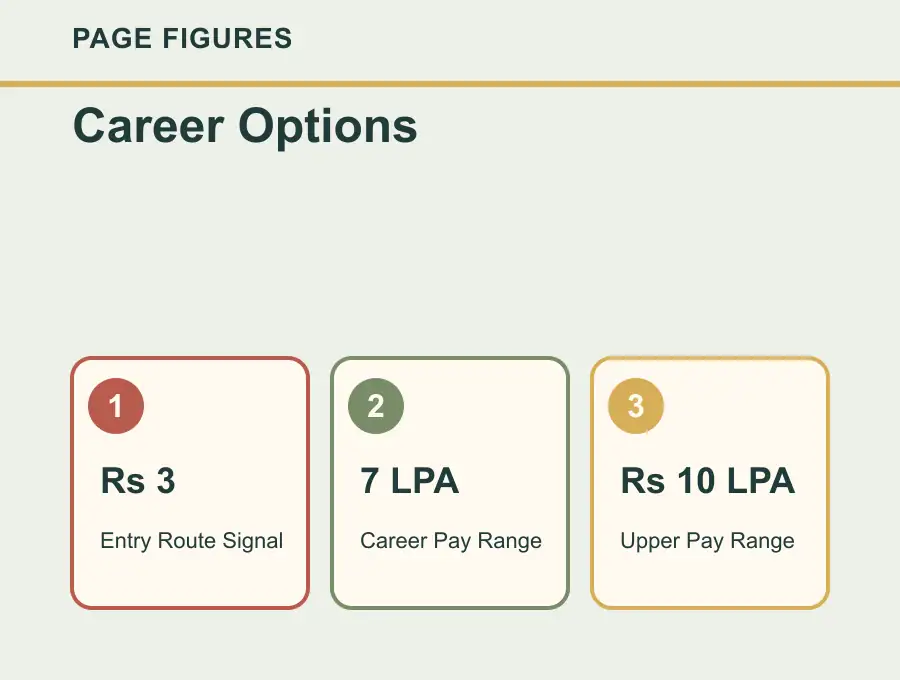 PAGE FIGURES
Career Options
1
Rs 3
Entry Route Signal
2
7 LPA
Career Pay Range
3
Rs 10 LPA
Upper Pay Range